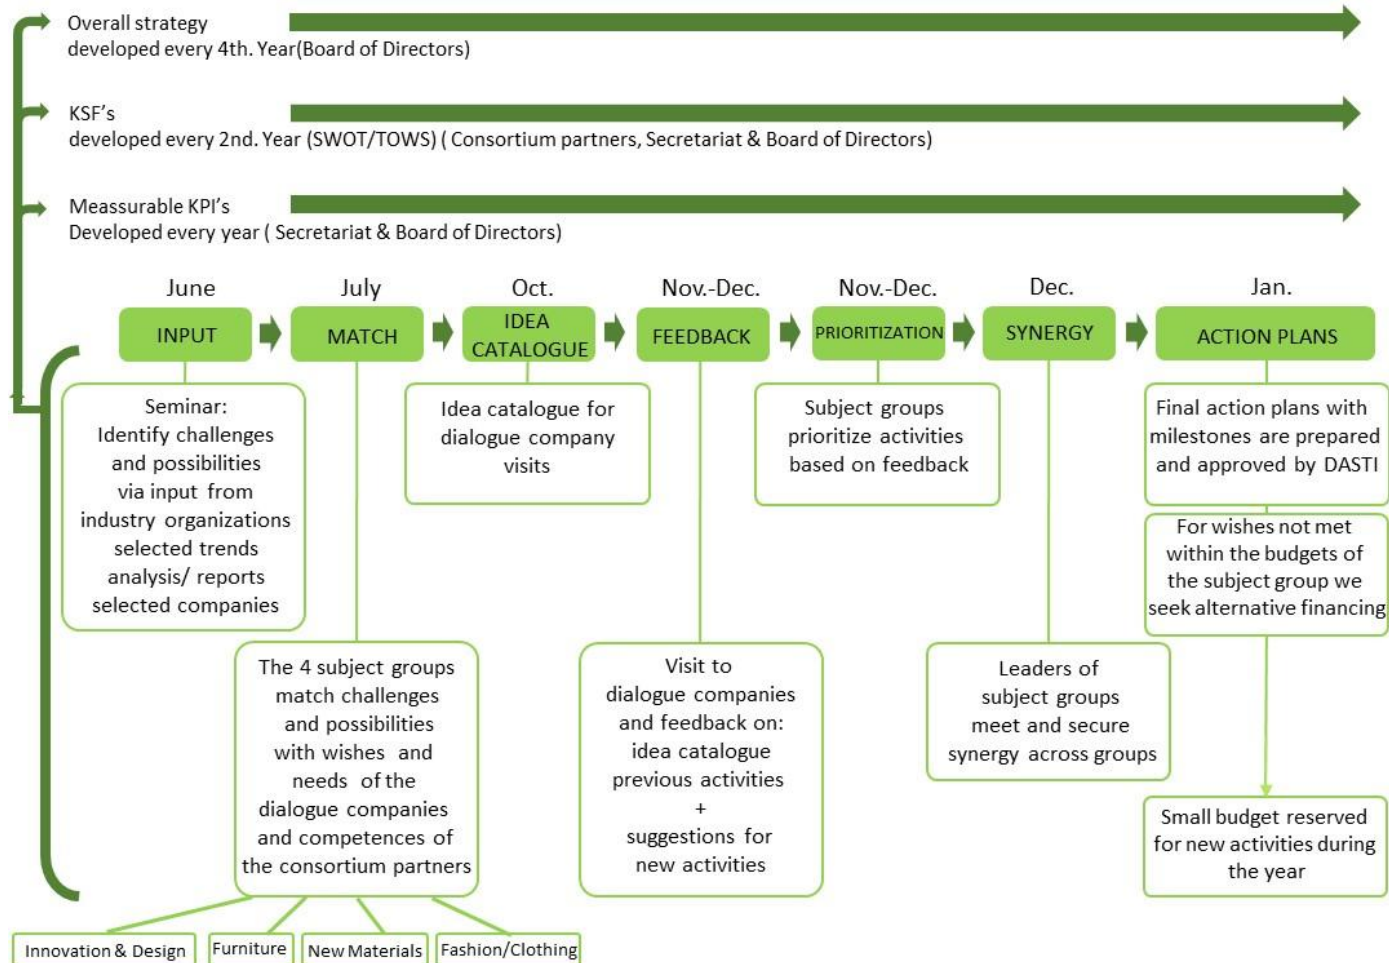 Overall strategy
developed every 4th. Year(Board of Directors)
KSF's
developed every 2nd. Year (SWOT/TOWS) ( Consortium partners, Secretariat & Board of Directors)
Meassurable KPI's
Developed every year ( Secretariat & Board of Directors)
June
July
Oct.
Nov.-Dec.
Nov.-Dec.
Dec.
Jan.
INPUT
MATCH
IDEA
CATALOGUE
FEEDBACK
PRIORITIZATION
SYNERGY
ACTION PLANS
Seminar:
Identify challenges
and possibilities
via input from
industry organizations
selected trends
analysis/ reports
selected companies
The 4 subject groups
match challenges
and possibilities
with wishes and
needs of the
dialogue companies
and competences of
the consortium partners
Idea catalogue for
dialogue company
visits
Visit to
dialogue companies
and feedback on:
idea catalogue
previous activities
+
suggestions for
new activities
Subject groups
prioritize activities
based on feedback
Leaders of
subject groups
meet and secure
synergy across groups
Final action plans with
milestones are prepared
and approved by DASTI
For wishes not met
within the budgets of
the subject group we
seek alternative financing
Small budget reserved
for new activities during
the year
Innovation & Design
Furniture
New Materials
Fashion/Clothing